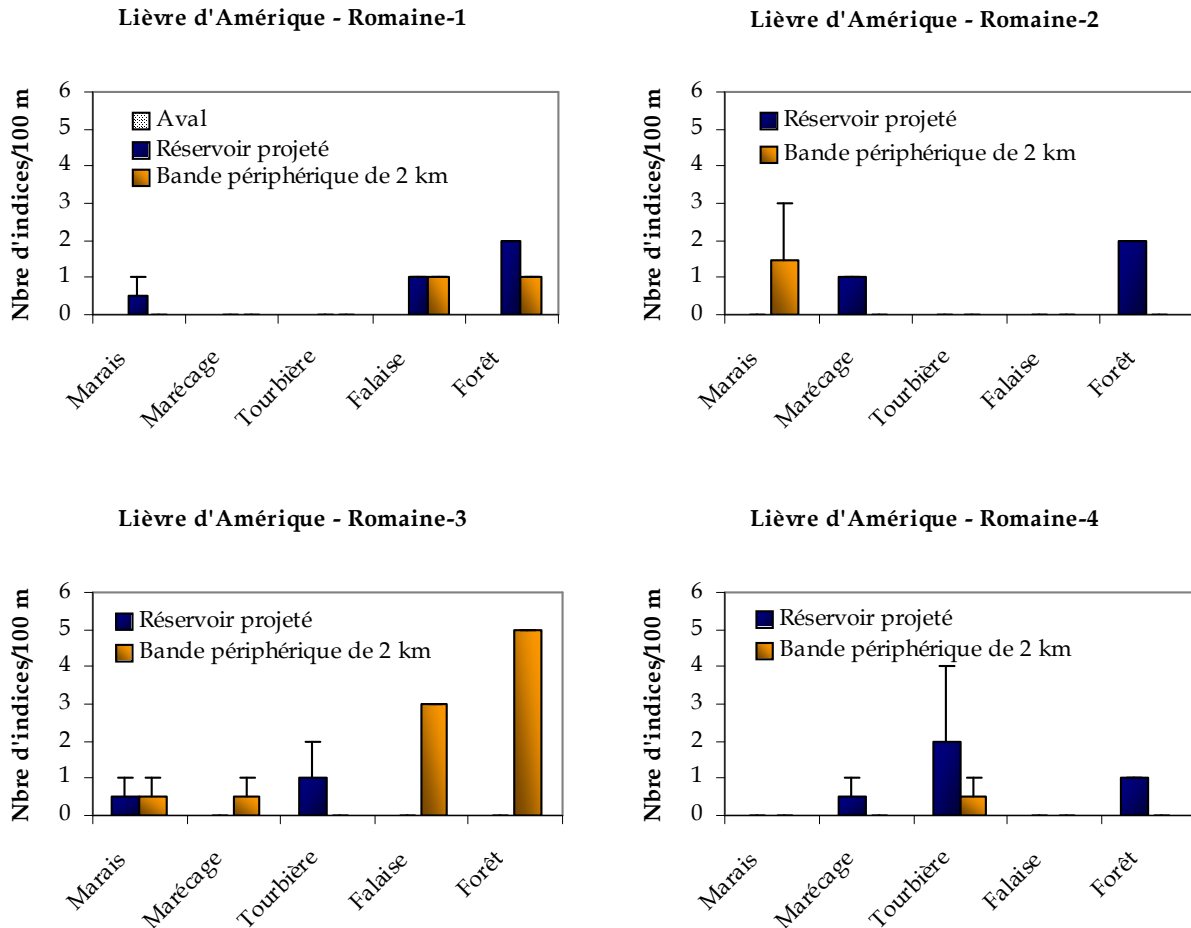 Lièvre d'Amérique - Romaine-1
Nbre d'indices/100 m
6
5
4
3
2
1
0
Aval
Réservoir projeté
Bande périphérique de 2 km
Marais
Marécage
Tourbière
Falaise
Forêt
Lièvre d'Amérique - Romaine-2
Nbre d'indices/100 m
6
5
4
3
2
1
0
Réservoir projeté
Bande périphérique de 2 km
Marais
Marécage
Tourbière
Falaise
Forêt
Lièvre d'Amérique - Romaine-3
Nbre d'indices/100 m
6
5
4
3
2
1
0
Réservoir projeté
Bande périphérique de 2 km
Marais
Marécage
Tourbière
Falaise
Forêt
Lièvre d'Amérique - Romaine-4
Nbre d'indices/100 m
6
5
4
3
2
1
0
Réservoir projeté
Bande périphérique de 2 km
Marais
Marécage
Tourbière
Falaise
Forêt